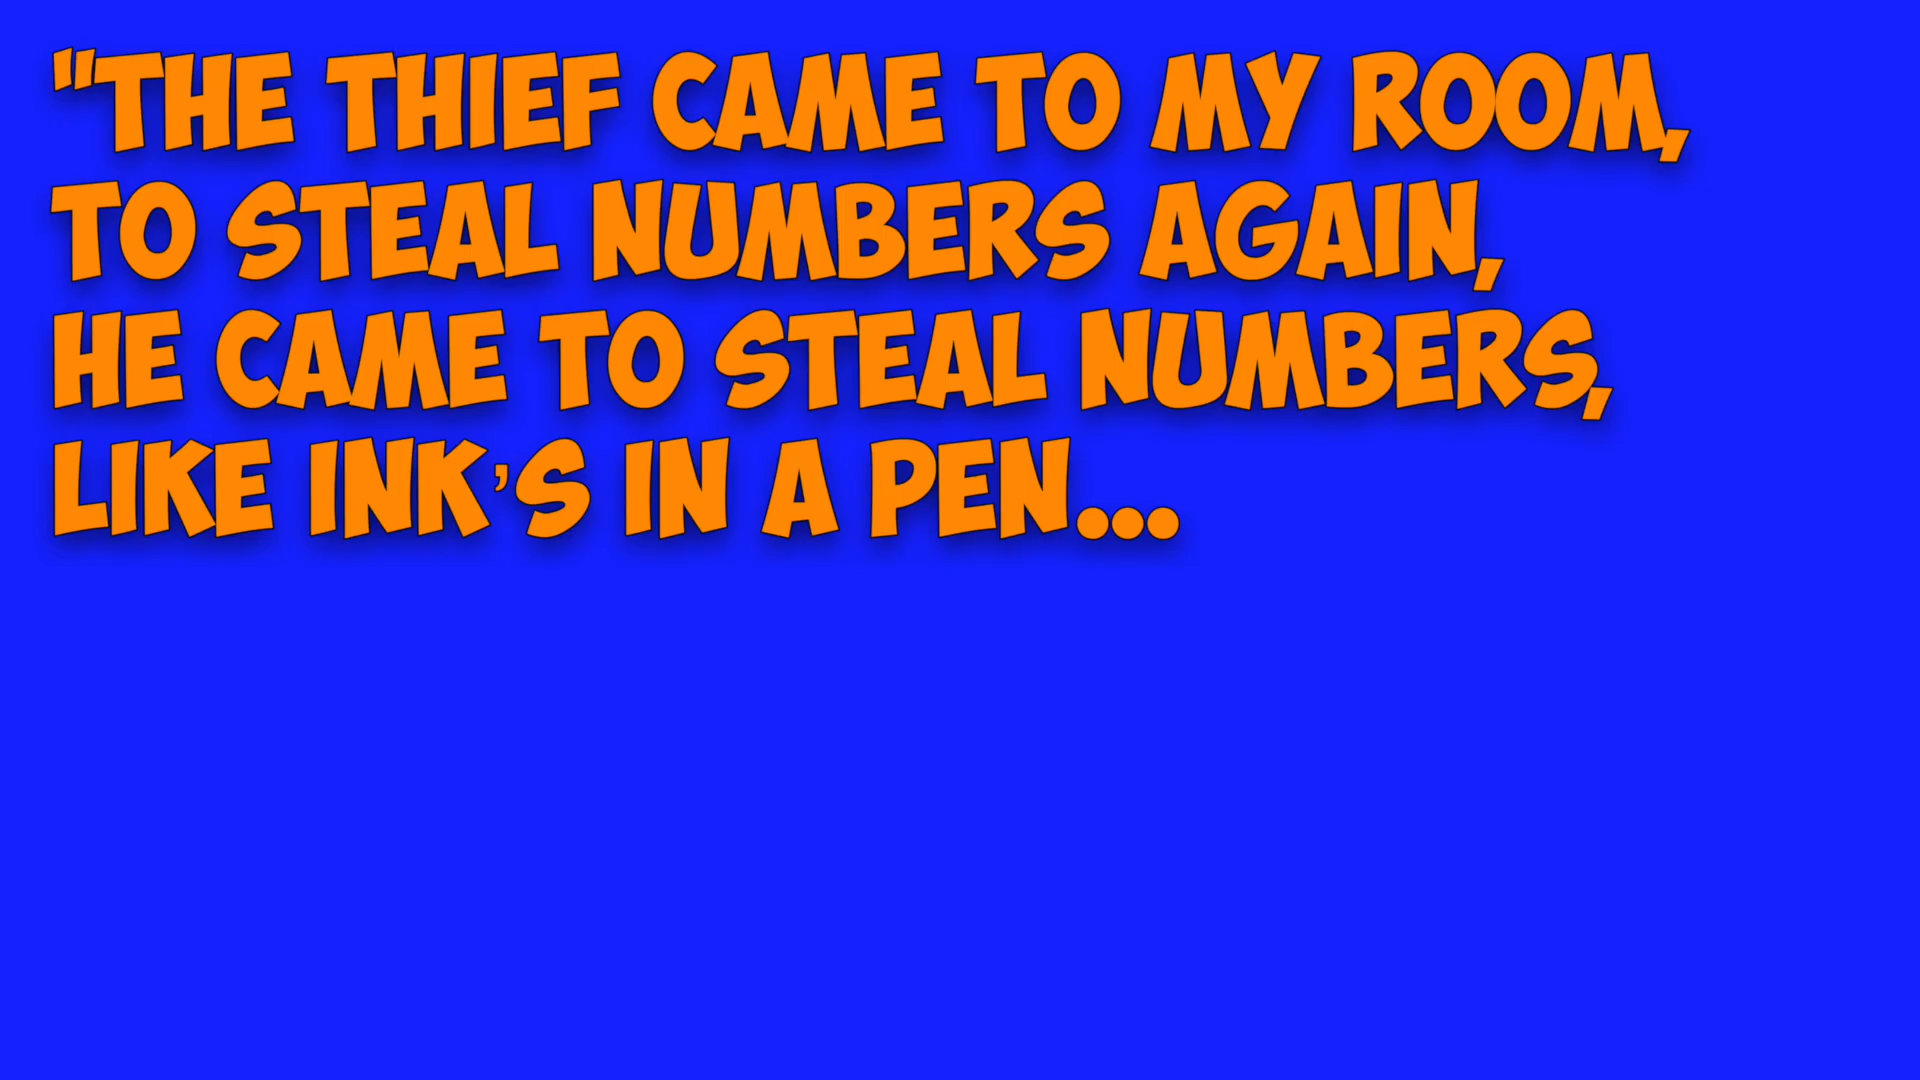 "THE THIEF CAME TO MY ROOM,
TO STEAL NUMBERS AGAIN,
HE CAME TO STEAL NUMBERS,
LIKE INK'S IN A PEN...